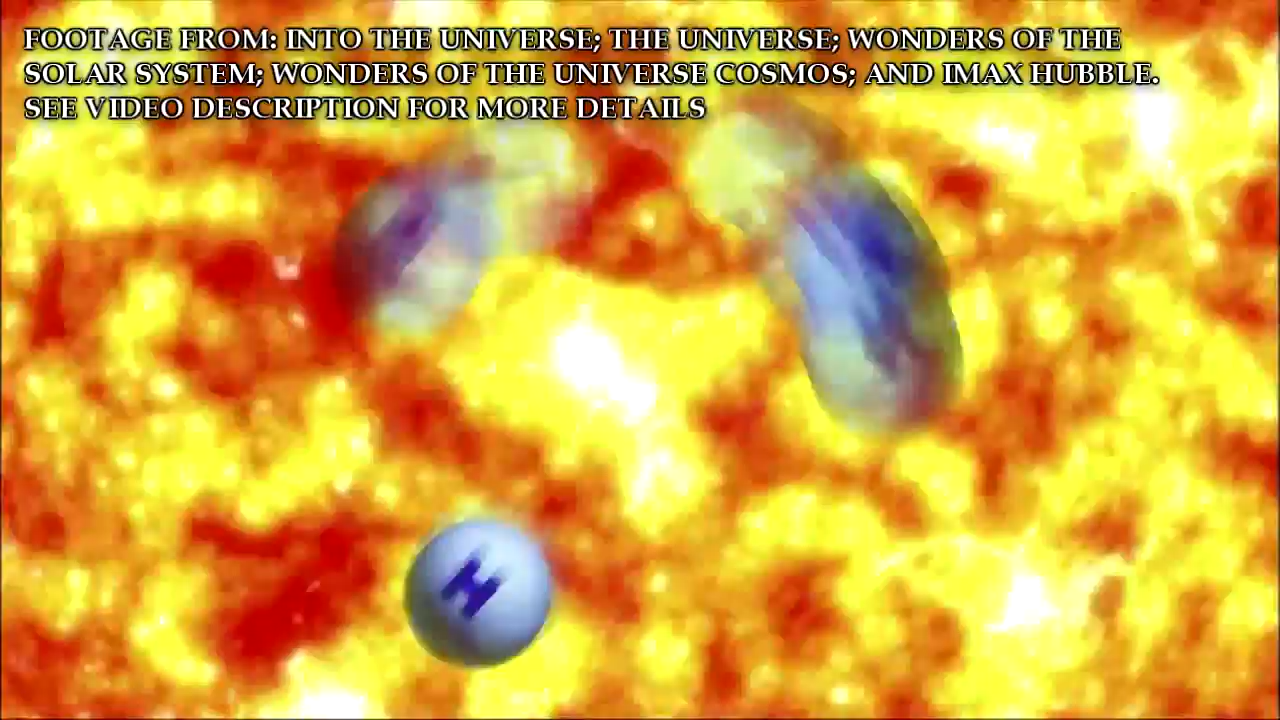 FOOTAGE FROM: INTO THE UNIVERSE; THE UNIVERSE; WONDERS OF THE
SOLAR SYSTEM; WONDERS OF THE UNIVERSE COSMOS; AND IMAX HUBBLE.
SEE VIDEO DESCRIPTION FOR MORE DETAILS
H